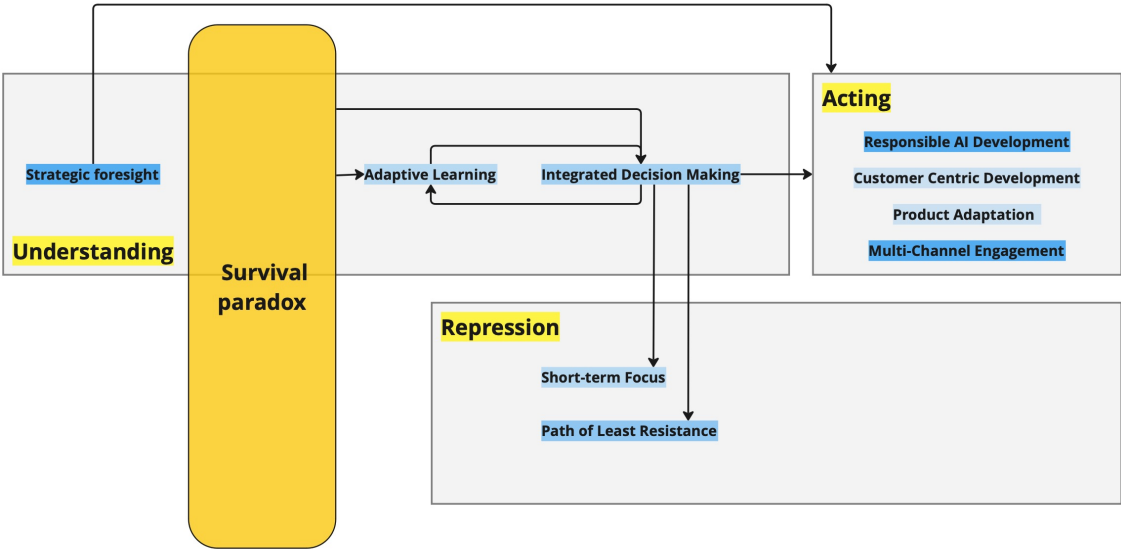 Acting
Responsible AI Development
Strategic foresight
Adaptive Learning
Integrated Decision Making
Customer Centric Development
Product Adaptation
Understanding
Multi-Channel Engagement
Survival
paradox
Repression
Short-term Focus
Path of Least Resistance